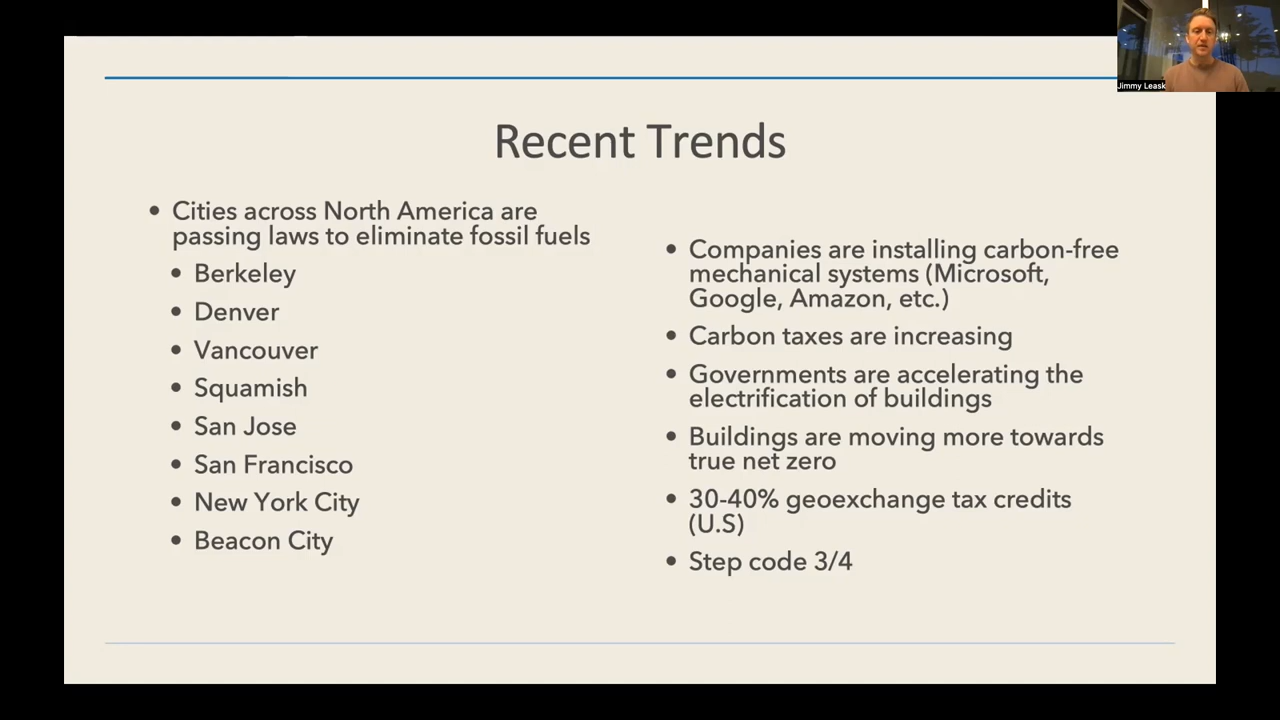 Jimmy Leask
Recent Trends
• Cities across North America are
passing laws to eliminate fossil fuels
• Berkeley
• Denver
• Vancouver
• Squamish
• San Jose
• San Francisco
• New York City
• Beacon City
• Companies are installing carbon-free
mechanical systems (Microsoft,
Google, Amazon, etc.)
• Carbon taxes are increasing
• Governments are accelerating the
electrification of buildings
• Buildings are moving more towards
true net zero
• 30-40% geoexchange tax credits
(U.S)
• Step code 3/4